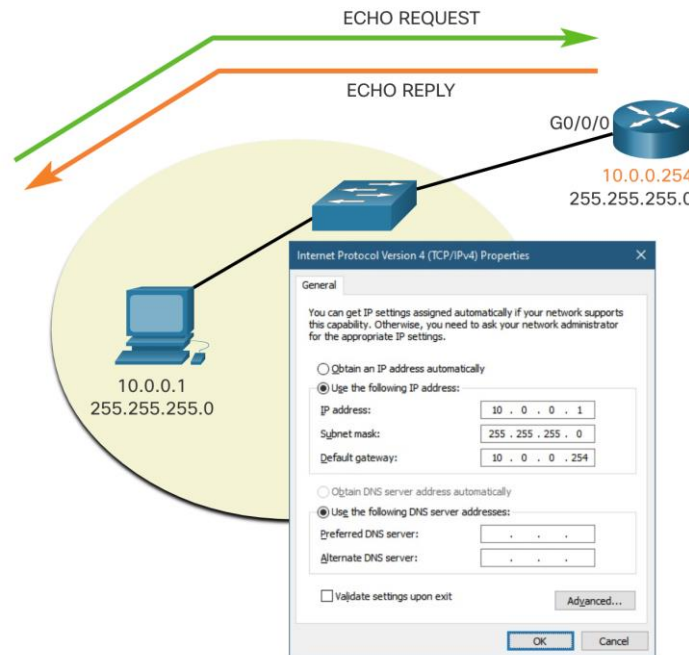 ECHO REQUEST
ECHO REPLY
G0/0/0
10.0.0.254
255.255.255.0
10.0.0.1
255.255.255.0
Internet Protocol Version 4 (TCP/IPv4) Properties
General
You can get IP settings assigned automatically if your network supports
this capability. Otherwise, you need to ask your network administrator
for the appropriate IP settings.
Obtain an IP address automatically
Use the following IP address:
IP address: 10 . 0 . 0 . 1
Subnet mask: 255 . 255 . 255 . 0
Default gateway: 10 . 0 . 0 . 254
Obtain DNS server address automatically
Use the following DNS server addresses:
Preferred DNS server: . . .
Alternate DNS server: . . .
Validate settings upon exit
Advanced...
OK Cancel